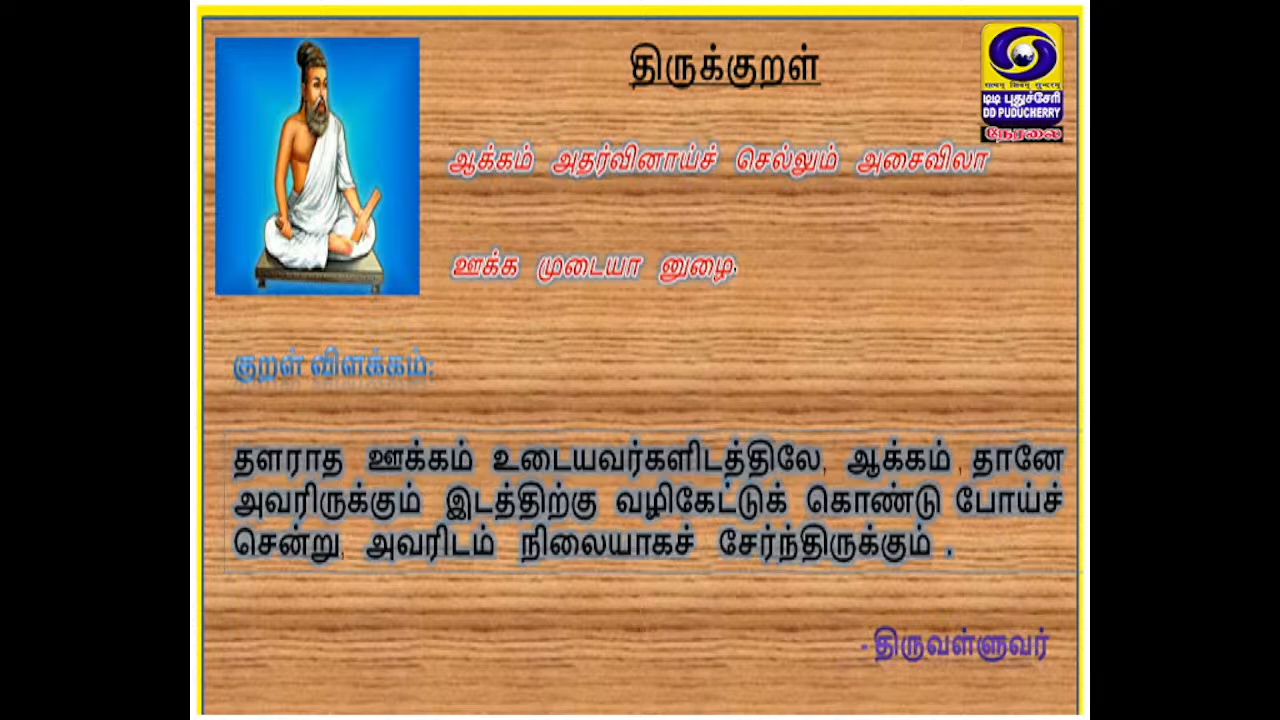 திருக்குறள்
டிடி புதுச்சேரி
DD PUDUCHERRY
நேரலை
ஆக்கம் அதர்வினாய்ச் செல்லும் அசைவிலா
ஊக்க முடையா னுழை.
குறள் விளக்கம்:
தளராத ஊக்கம் உடையவர்களிடத்திலே, ஆக்கம் , தானே
அவரிருக்கும் இடத்திற்கு வழிகேட்டுக் கொண்டு போய்ச்
சென்று, அவரிடம் நிலையாகச் சேர்ந்திருக்கும் .
- திருவள்ளுவர்